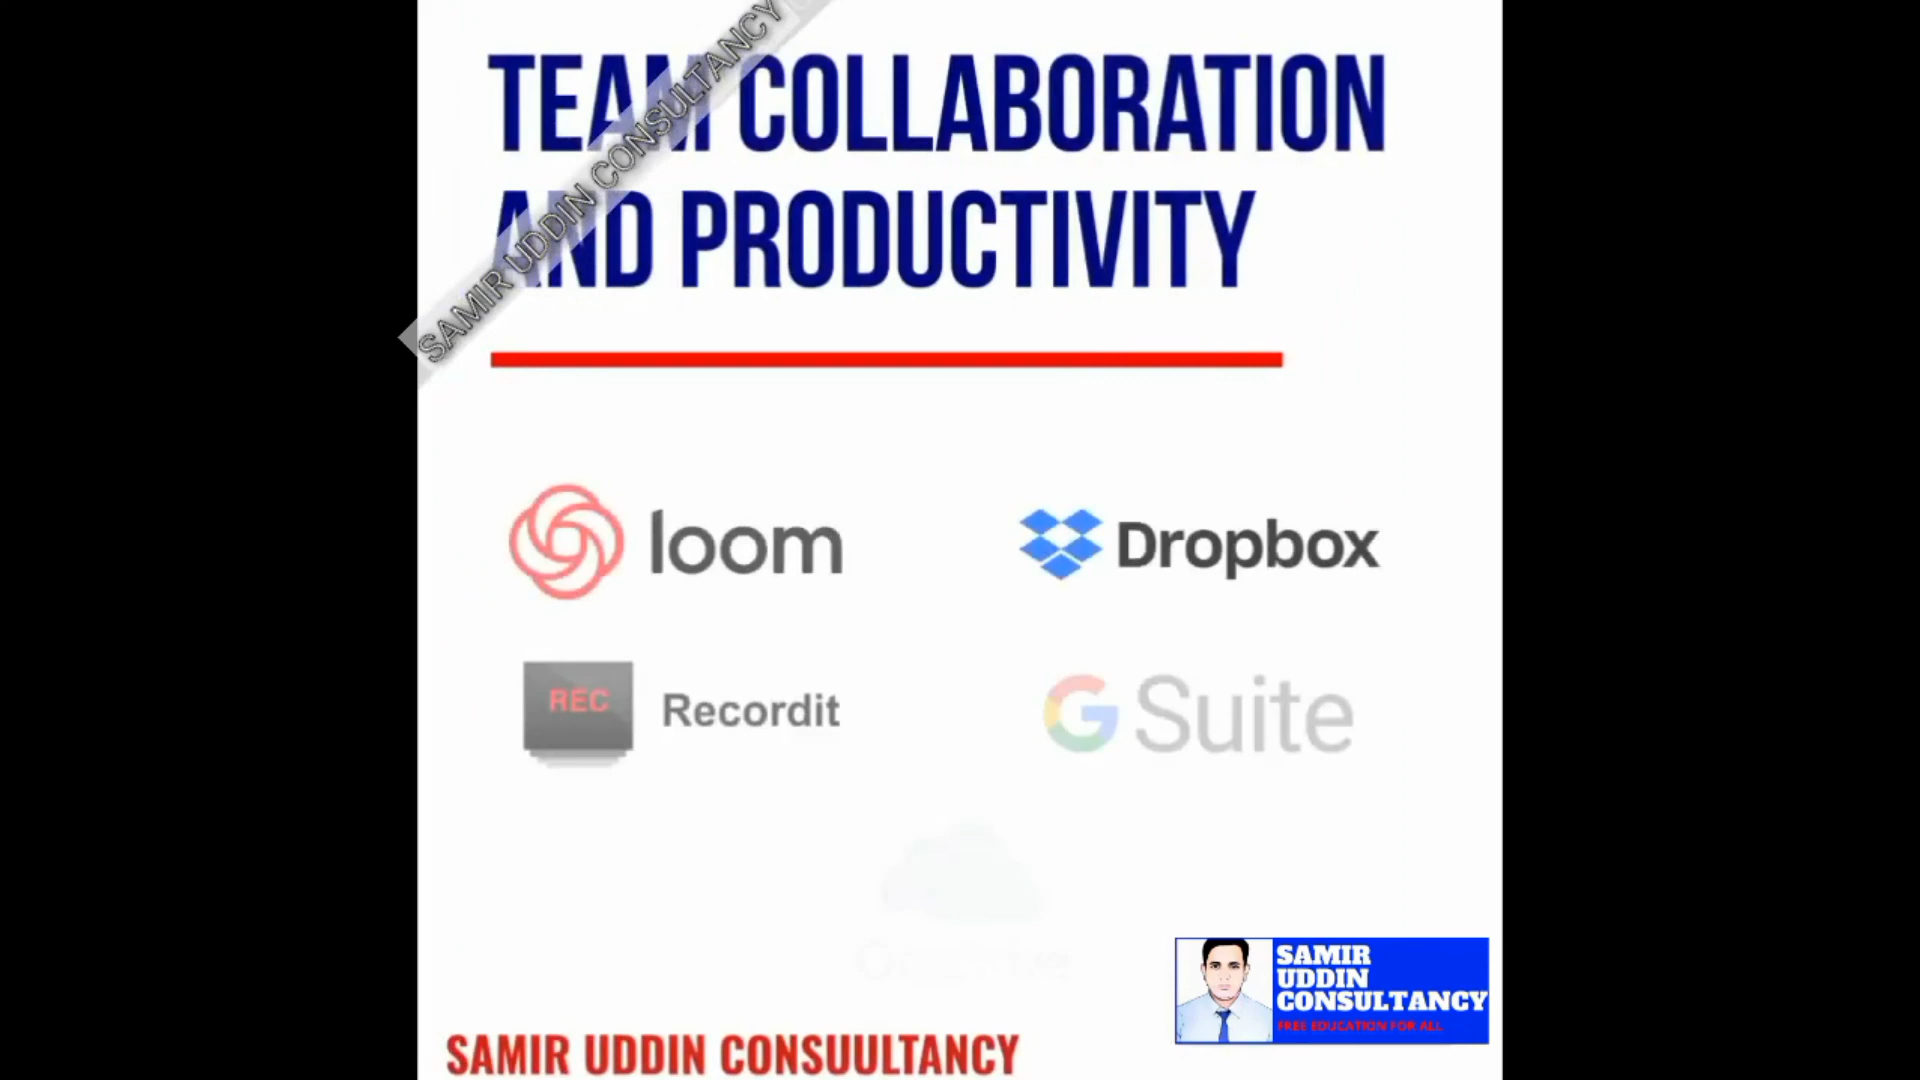 SAMIR UDDIN CONSULTANCY
TEAM COLLABORATION
AND PRODUCTIVITY
loom
Dropbox
REC
Recordit
G Suite
OneDrive
SAMIR
UDDIN
CONSULTANCY
FREE EDUCATION FOR ALL
SAMIR UDDIN CONSUULTANCY